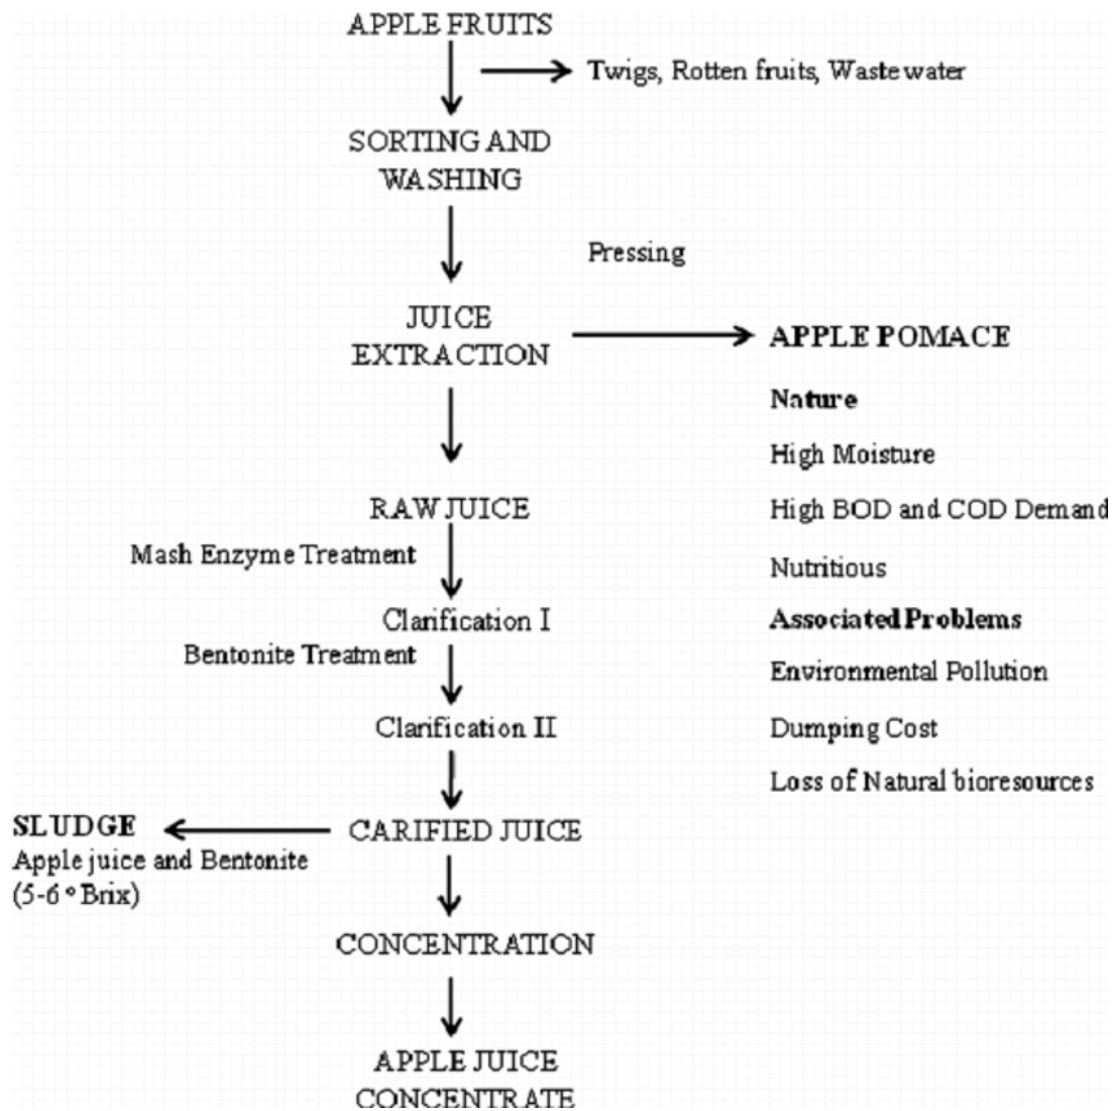 APPLE FRUITS
Twigs, Rotten fruits, Waste water
SORTING AND
WASHING
Pressing
JUICE
EXTRACTION
APPLE POMACE
Nature
High Moisture
High BOD and COD Demand
Nutritious
Associated Problems
Environmental Pollution
Dumping Cost
Loss of Natural bioresources
RAW JUICE
Mash Enzyme Treatment
Clarification I
Bentonite Treatment
Clarification II
CARIFIED JUICE
SLUDGE
Apple juice and Bentonite
(5-6 ° Brix)
CONCENTRATION
APPLE JUICE
CONCENTRATE